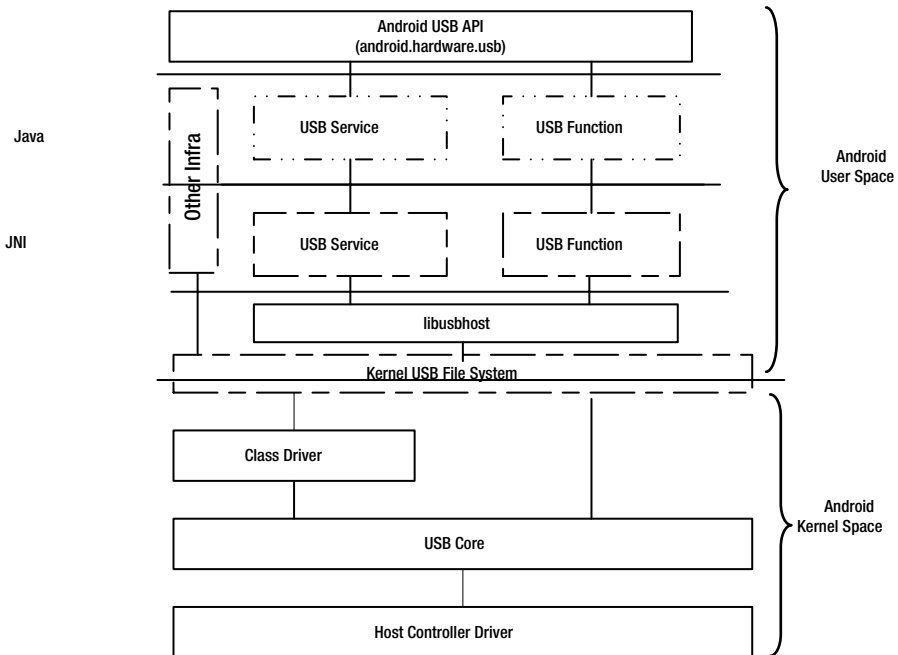 Android USB API
(android.hardware.usb)
Java
Other Infra
USB Service
USB Function
Android
User Space
JNI
USB Service
USB Function
libusbhost
Kernel USB File System
Class Driver
Android
Kernel Space
USB Core
Host Controller Driver